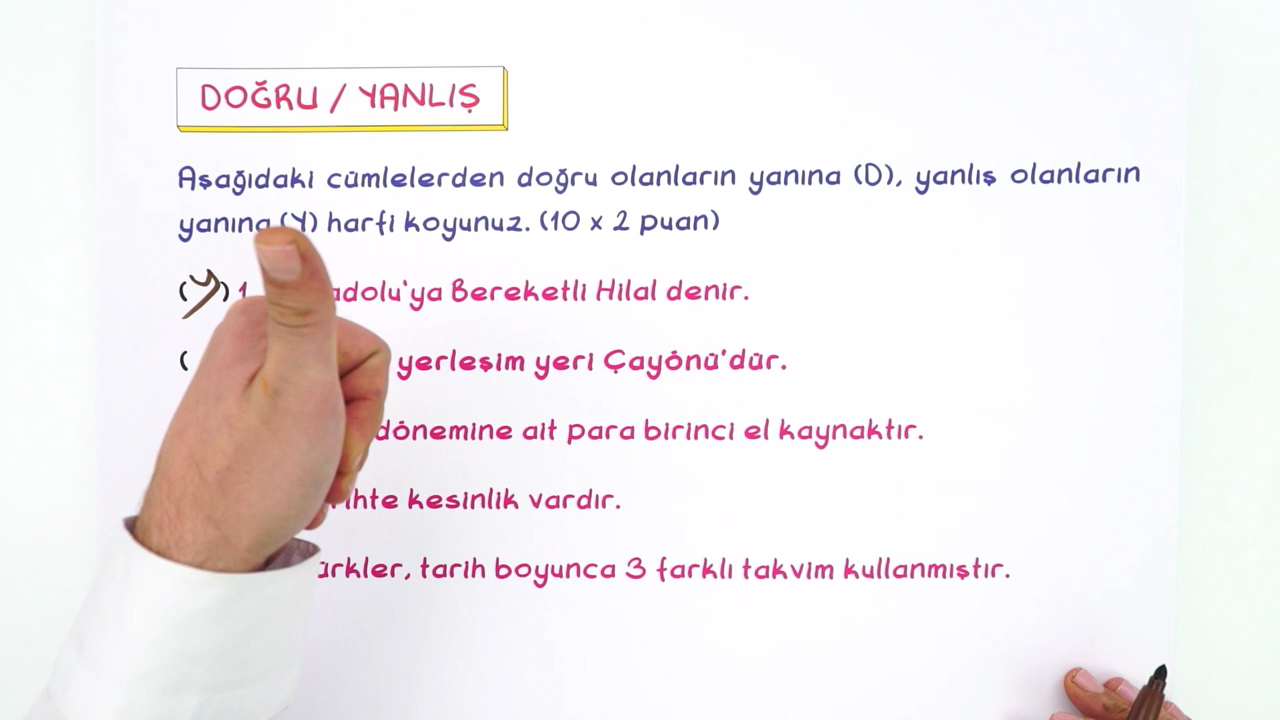 DOĞRU / YANLIŞ
Aşağıdaki cümlelerden doğru olanların yanına (D), yanlış olanların
yanına (Y) harfi koyunuz. (10 x 2 puan)
(Y) 1. adolu'ya Bereketli Hilal denir.
( yerleşim yeri Çayönü'dür.
dönemine ait para birinci el kaynaktır.
ihte kesinlik vardır.
ürkler, tarih boyunca 3 farklı takvim kullanmıştır.